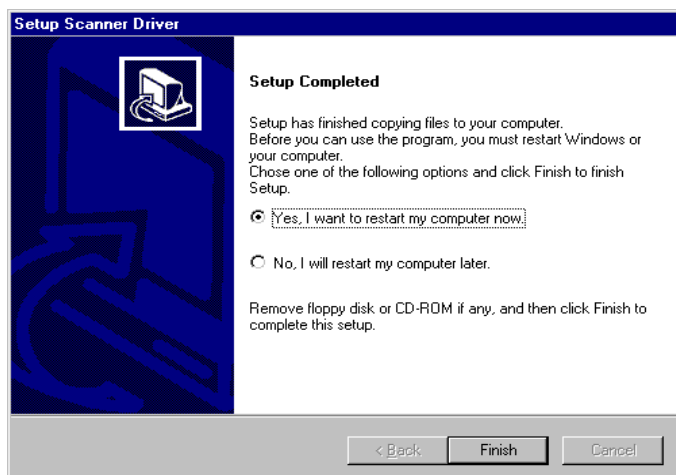 Setup Scanner Driver
Setup Completed
Setup has finished copying files to your computer.
Before you can use the program, you must restart Windows or
your computer.
Chose one of the following options and click Finish to finish
Setup.
Yes, I want to restart my computer now.
No, I will restart my computer later.
Remove floppy disk or CD-ROM if any, and then click Finish to
complete this setup.
< Back
Finish
Cancel